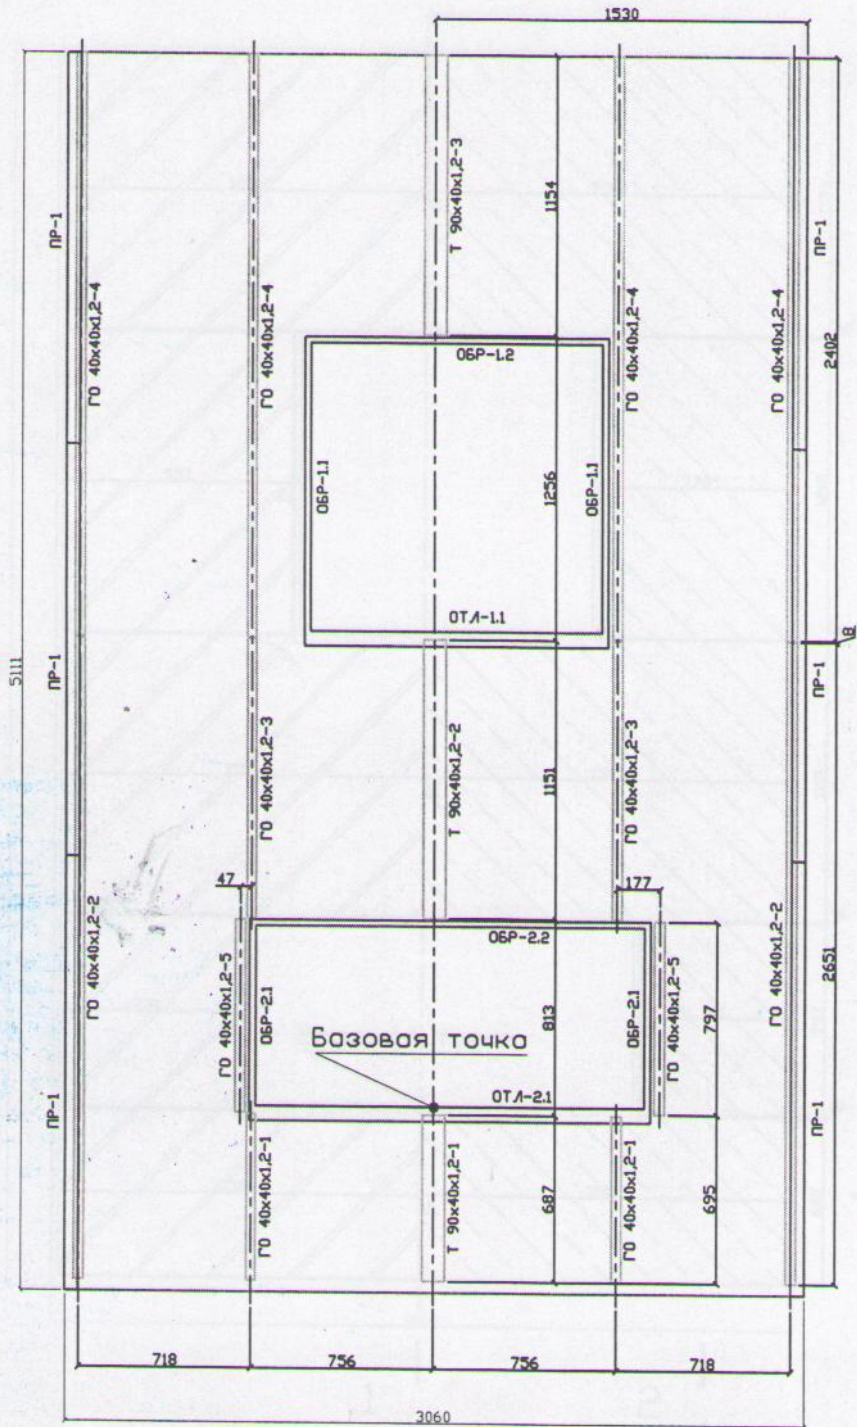 1530
ПР-1
ГО 40х40х1,2-4
ГО 40х40х1,2-4
Т 90х40х1,2-3
1154
ГО 40х40х1,2-4
ГО 40х40х1,2-4
ПР-1
2402
ОБР-1.2
ОБР-1.1
1256
ОБР-1.1
ОТЛ-1.1
8
5111
ПР-1
ГО 40х40х1,2-3
Т 90х40х1,2-2
1151
ГО 40х40х1,2-3
ПР-1
47
177
ГО 40х40х1,2-2
ОБР-2.2
ГО 40х40х1,2-2
2651
ГО 40х40х1,2-5
ОБР-2.1
813
ОБР-2.1
ГО 40х40х1,2-5
797
Базовая точка
ОТЛ-2.1
ПР-1
ГО 40х40х1,2-1
Т 90х40х1,2-1
687
ГО 40х40х1,2-1
695
ПР-1
718
756
756
718
3060